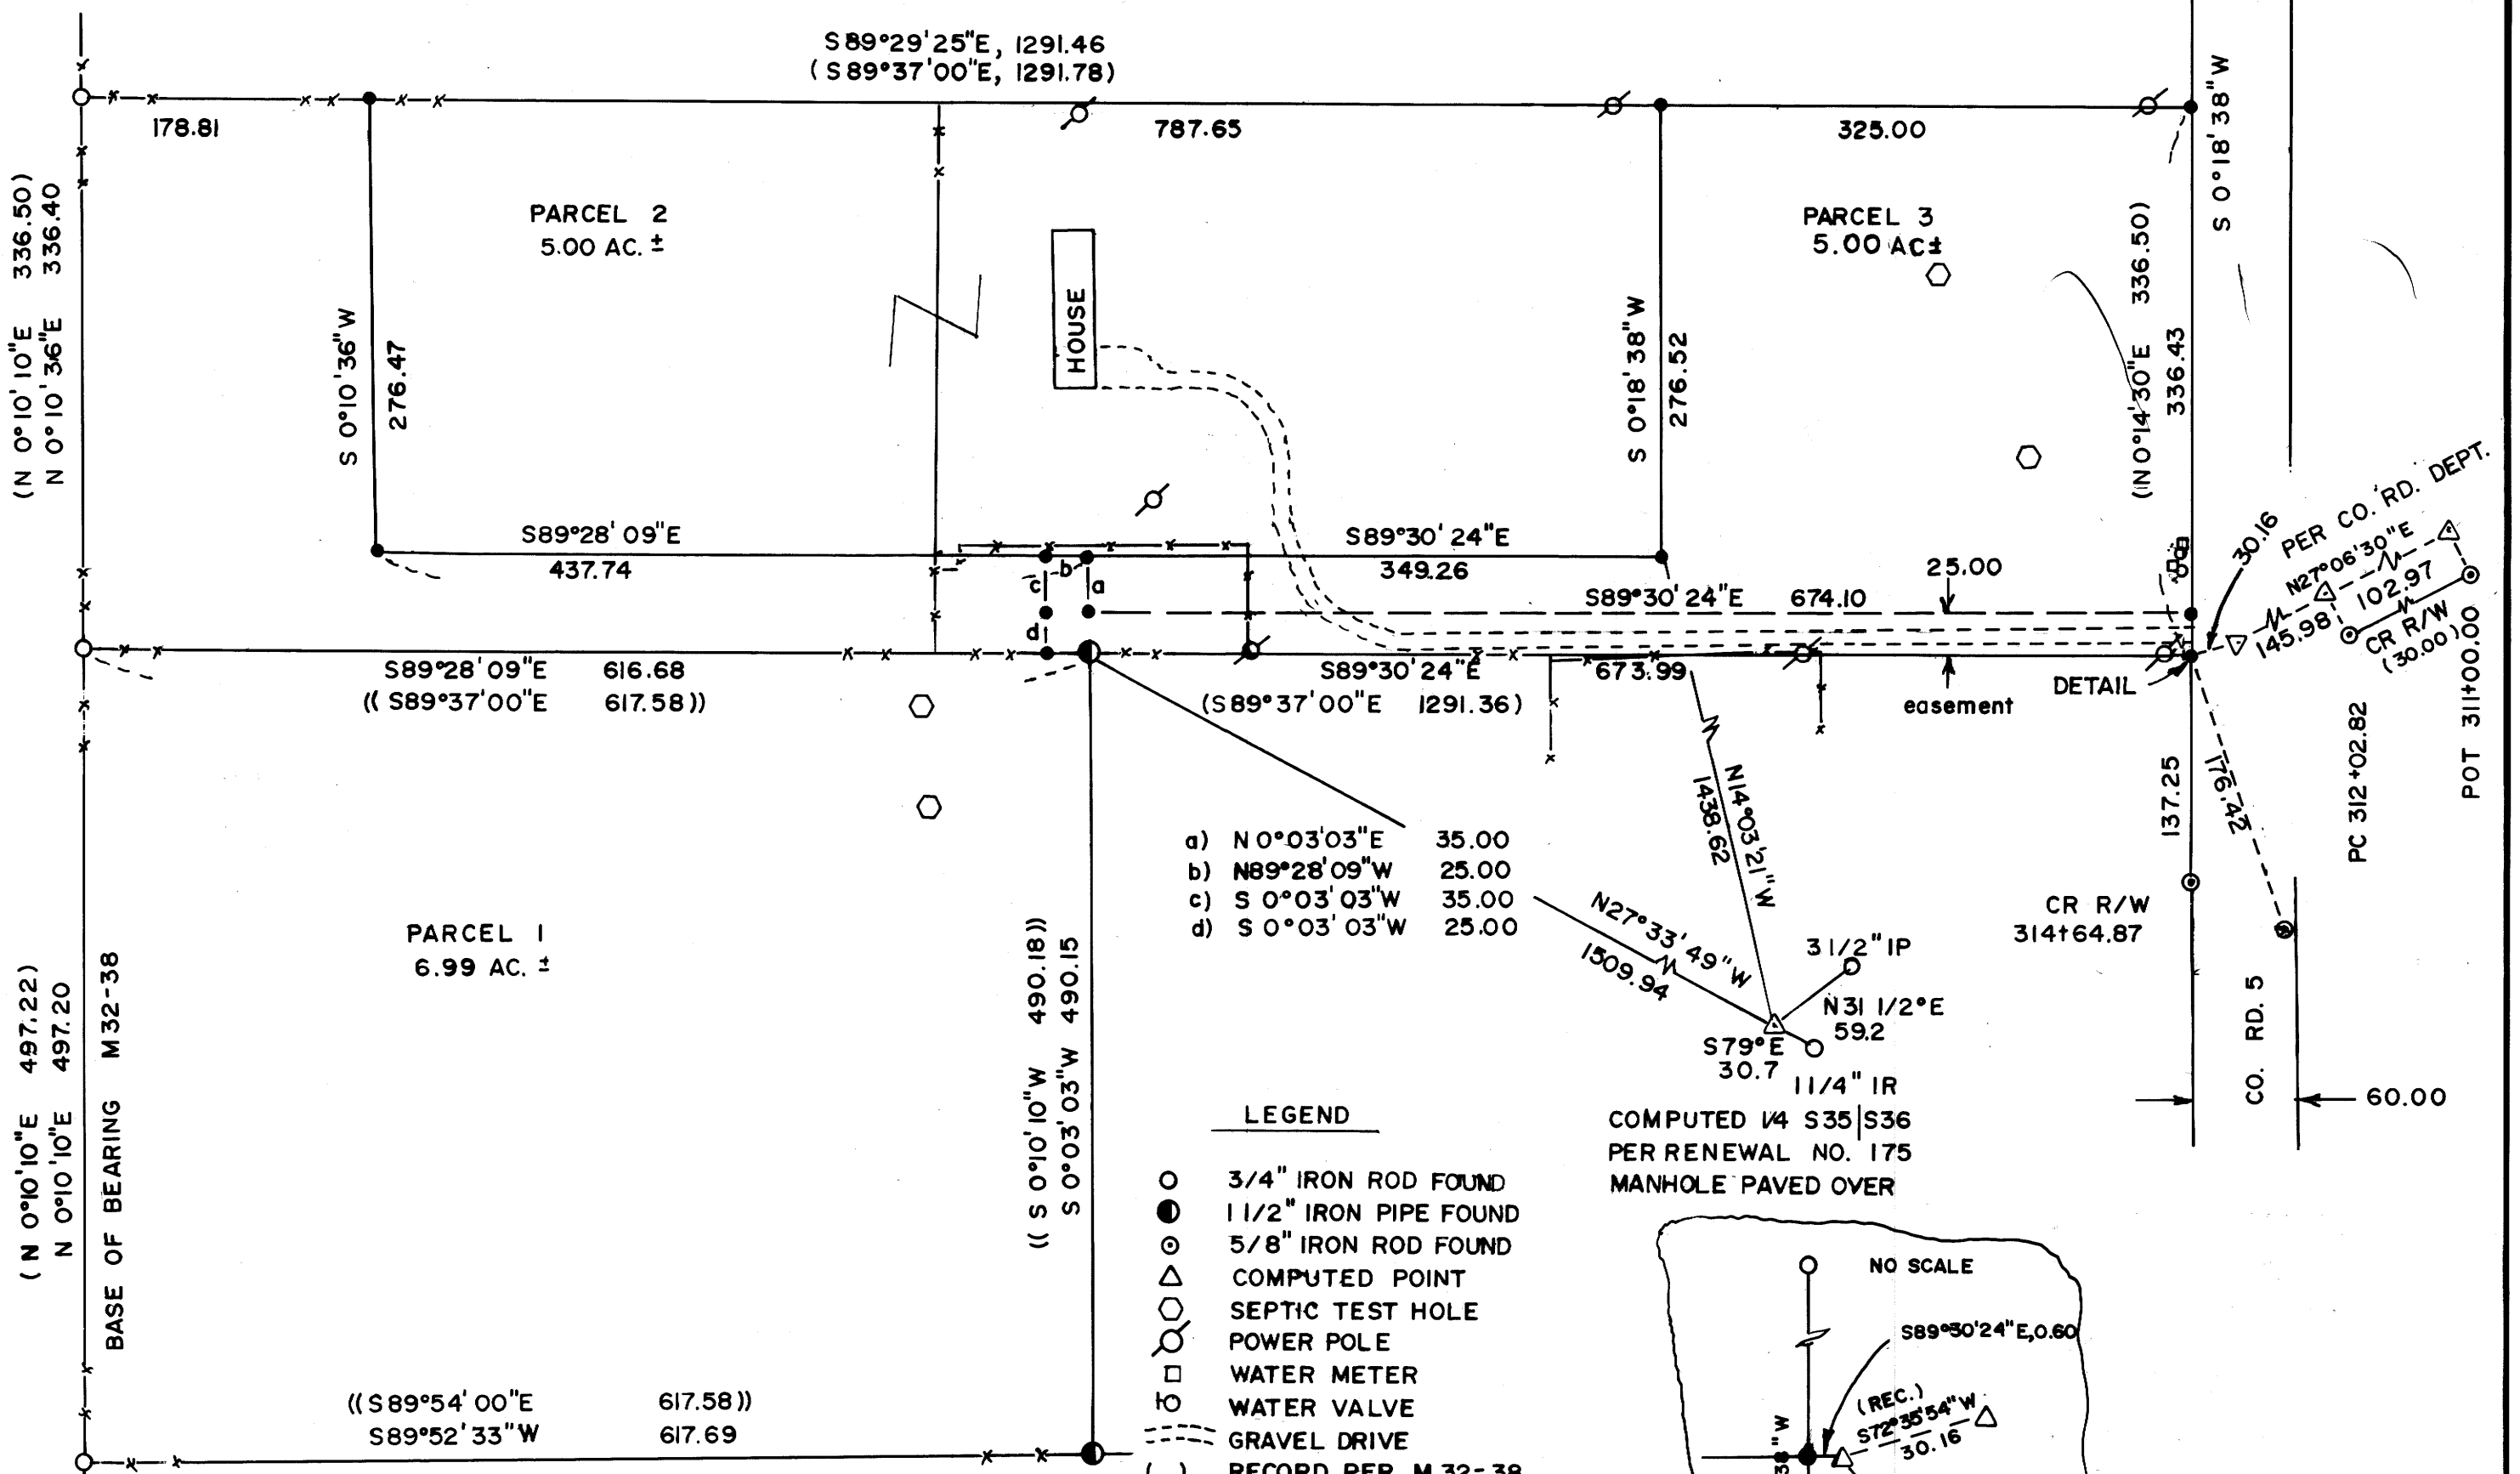 S89°29'25"E, 1291.46
(S89°37'00"E, 1291.78)
178.81
787.65
325.00
S 0°18'38"W
(N 0°10'10"E 336.50)
N 0°10'36"E 336.40
PARCEL 2
5.00 AC. ±
PARCEL 3
5.00 AC±
HOUSE
S 0°10'36"W
276.47
S 0°18'38"W
276.52
(N0°14'30"E 336.50)
336.43
S89°28'09"E
437.74
S89°30'24"E
349.26
b
c
a
d
25.00
S89°30'24"E 674.10
30.16
PER CO. RD. DEPT.
N27°06'30"E
102.97
145.98
CR R/W
(30.00)
S89°28'09"E 616.68
((S89°37'00"E 617.58))
S89°30'24"E
673.99
(S89°37'00"E 1291.36)
easement
DETAIL
POT 311+00.00
PC 312+02.82
137.25
176.42
N14°03'21"W
1438.62
a) N 0°03'03"E 35.00
b) N89°28'09"W 25.00
c) S 0°03'03"W 35.00
d) S 0°03'03"W 25.00
PARCEL 1
6.99 AC. ±
CR R/W
314+64.87
N27°33'49"W
1509.94
3 1/2" IP
N31 1/2°E
59.2
S79°E
30.7
1 1/4" IR
(N 0°10'10"E 497.22)
N 0°10'10"E 497.20
BASE OF BEARING M32-38
((S 0°10'10"W 490.18))
S 0°03'03"W 490.15
CO. RD. 5
60.00
COMPUTED 1/4 S35|S36
PER RENEWAL NO. 175
MANHOLE PAVED OVER
LEGEND
3/4" IRON ROD FOUND
1 1/2" IRON PIPE FOUND
5/8" IRON ROD FOUND
COMPUTED POINT
SEPTIC TEST HOLE
POWER POLE
WATER METER
WATER VALVE
GRAVEL DRIVE
( ) RECORD PER M 32-38
((S89°54'00"E 617.58))
S89°52'33"W 617.69
NO SCALE
S89°30'24"E,0.60
(REC.)
S72°35'54"W
30.16
38"W